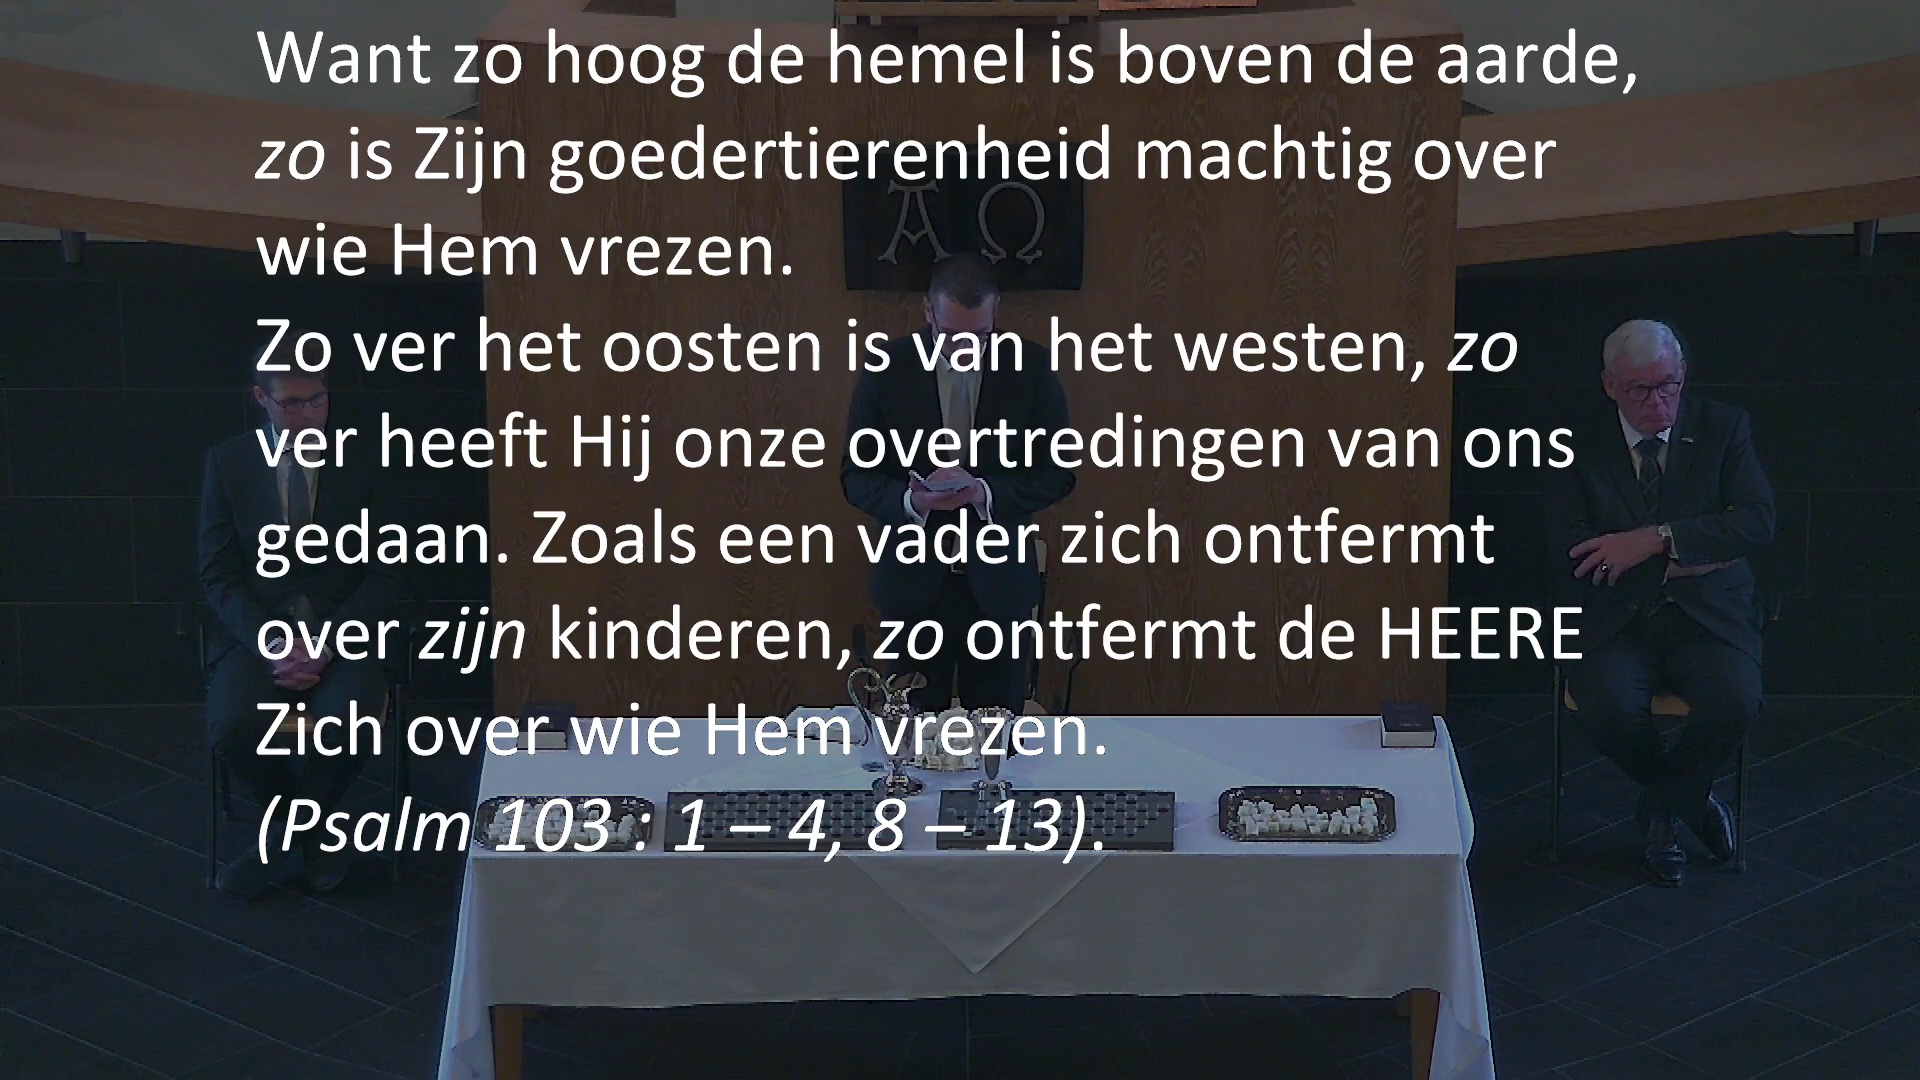 Want zo hoog de hemel is boven de aarde,
zo is Zijn goedertierenheid machtig over
wie Hem vrezen.
Zo ver het oosten is van het westen, zo
ver heeft Hij onze overtredingen van ons
gedaan. Zoals een vader zich ontfermt
over zijn kinderen, zo ontfermt de HEERE
Zich over wie Hem vrezen.
(Psalm 103 : 1 – 4, 8 – 13).
Α Ω